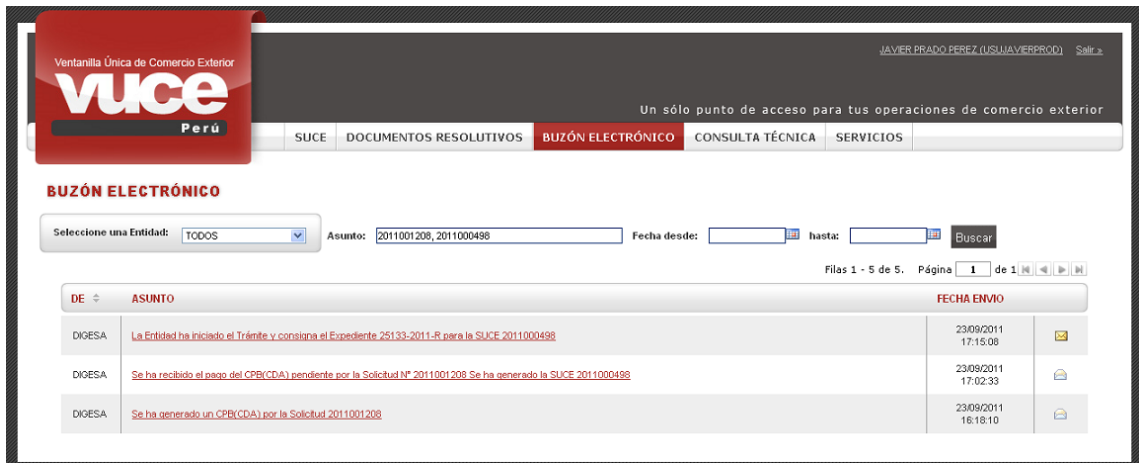 JAVIER PRADO PEREZ (USUJAVIERPROD) Salir »
Ventanilla Única de Comercio Exterior
vuce
Perú
Un sólo punto de acceso para tus operaciones de comercio exterior
SUCE DOCUMENTOS RESOLUTIVOS BUZÓN ELECTRÓNICO CONSULTA TÉCNICA SERVICIOS
BUZÓN ELECTRÓNICO
Seleccione una Entidad: TODOS Asunto: 2011001208, 2011000498 Fecha desde: hasta: Buscar
Filas 1 - 5 de 5. Página 1 de 1
DE ASUNTO FECHA ENVIO
DIGESA La Entidad ha iniciado el Trámite y consigna el Expediente 25133-2011-R para la SUCE 2011000498 23/09/2011 17:15:08
DIGESA Se ha recibido el pago del CPB(CDA) pendiente por la Solicitud N° 2011001208 Se ha generado la SUCE 2011000498 23/09/2011 17:02:33
DIGESA Se ha generado un CPB(CDA) por la Solicitud 2011001208 23/09/2011 16:18:10